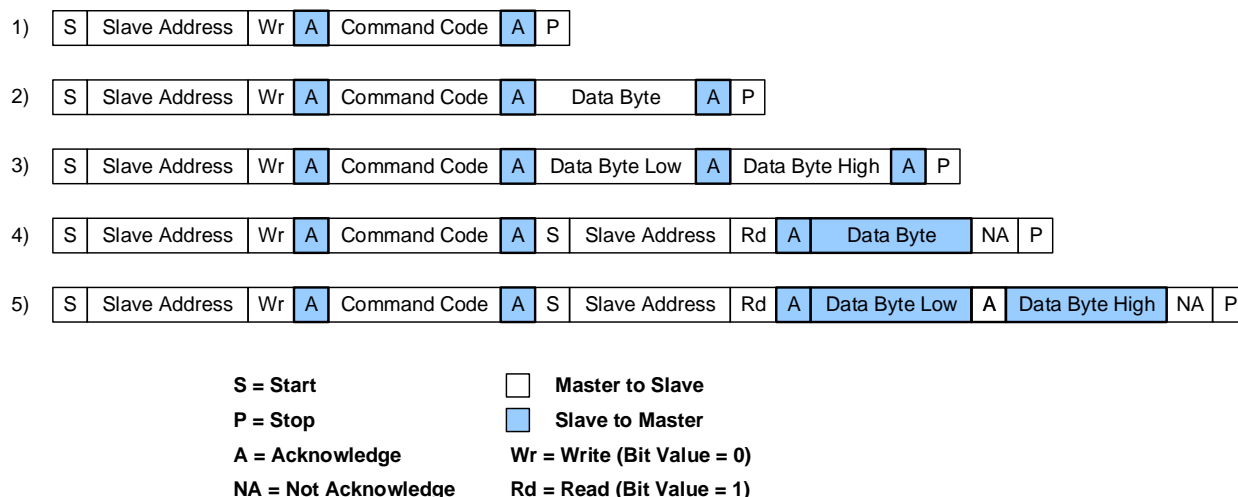 1) S Slave Address Wr A Command Code A P
2) S Slave Address Wr A Command Code A Data Byte A P
3) S Slave Address Wr A Command Code A Data Byte Low A Data Byte High A P
4) S Slave Address Wr A Command Code A S Slave Address Rd A Data Byte NA P
5) S Slave Address Wr A Command Code A S Slave Address Rd A Data Byte Low A Data Byte High NA P
S = Start Master to Slave
P = Stop Slave to Master
A = Acknowledge Wr = Write (Bit Value = 0)
NA = Not Acknowledge Rd = Read (Bit Value = 1)